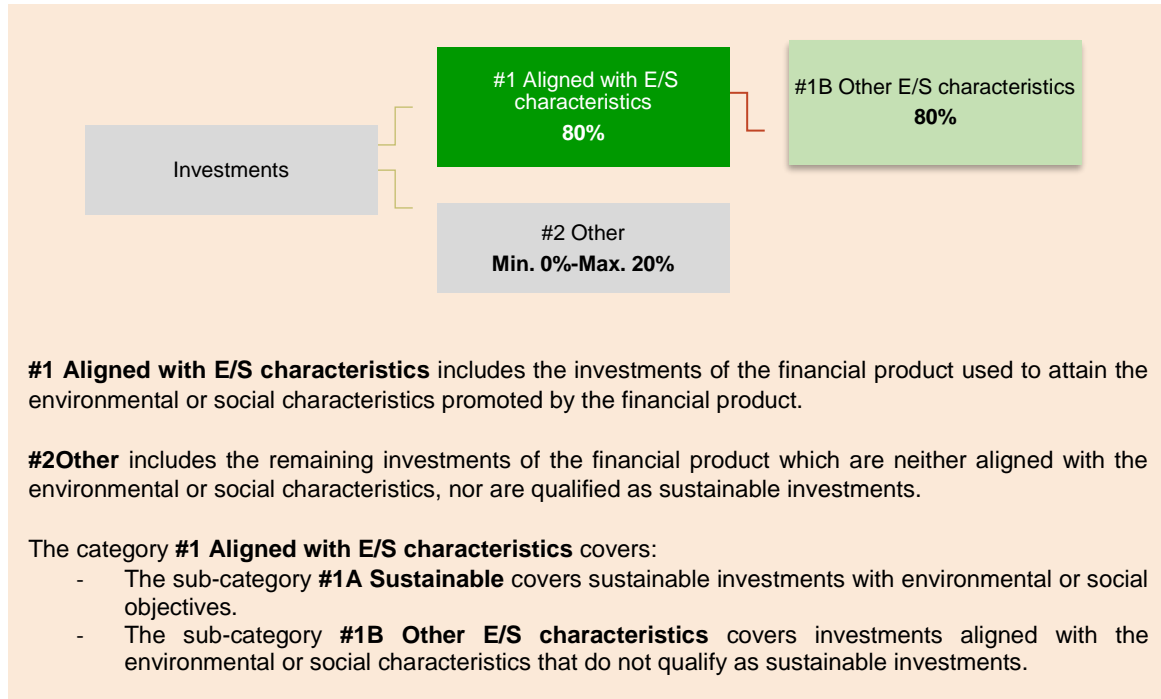 #1 Aligned with E/S
characteristics
80%
#1B Other E/S characteristics
80%
Investments
#2 Other
Min. 0%-Max. 20%
#1 Aligned with E/S characteristics includes the investments of the financial product used to attain the
environmental or social characteristics promoted by the financial product.
#2Other includes the remaining investments of the financial product which are neither aligned with the
environmental or social characteristics, nor are qualified as sustainable investments.
The category #1 Aligned with E/S characteristics covers:
- The sub-category #1A Sustainable covers sustainable investments with environmental or social
objectives.
- The sub-category #1B Other E/S characteristics covers investments aligned with the
environmental or social characteristics that do not qualify as sustainable investments.